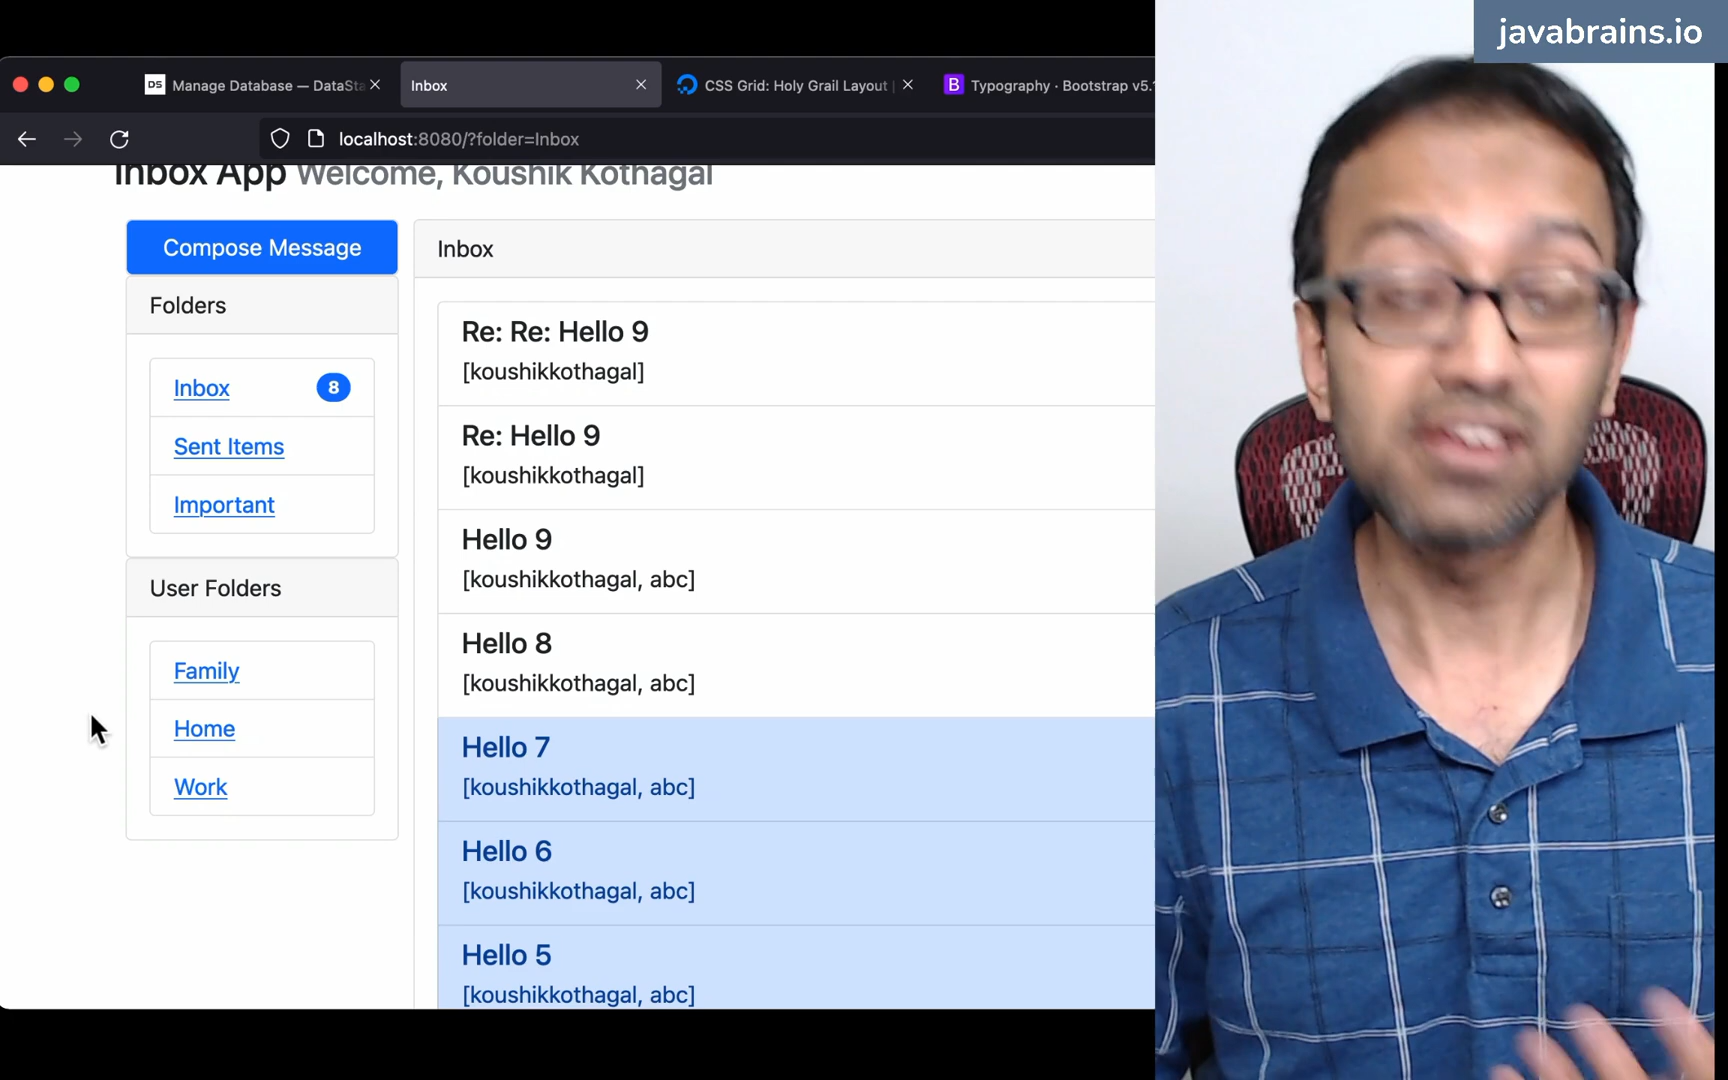 javabrains.io
DS Manage Database — DataSta
Inbox
CSS Grid: Holy Grail Layout |
B Typography · Bootstrap v5.
localhost:8080/?folder=Inbox
Inbox App Welcome, Koushik Kothagal
Compose Message
Folders
Inbox 8
Sent Items
Important
User Folders
Family
Home
Work
Inbox
Re: Re: Hello 9
[koushikkothagal]
Re: Hello 9
[koushikkothagal]
Hello 9
[koushikkothagal, abc]
Hello 8
[koushikkothagal, abc]
Hello 7
[koushikkothagal, abc]
Hello 6
[koushikkothagal, abc]
Hello 5
[koushikkothagal, abc]